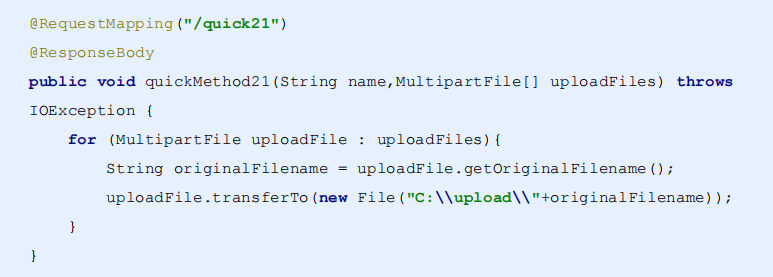 @RequestMapping("/quick21")
@ResponseBody
public void quickMethod21(String name,MultipartFile[] uploadFiles) throws
IOException {
    for (MultipartFile uploadFile : uploadFiles){
        String originalFilename = uploadFile.getOriginalFilename();
        uploadFile.transferTo(new File("C:\\upload\\"+originalFilename));
    }
}